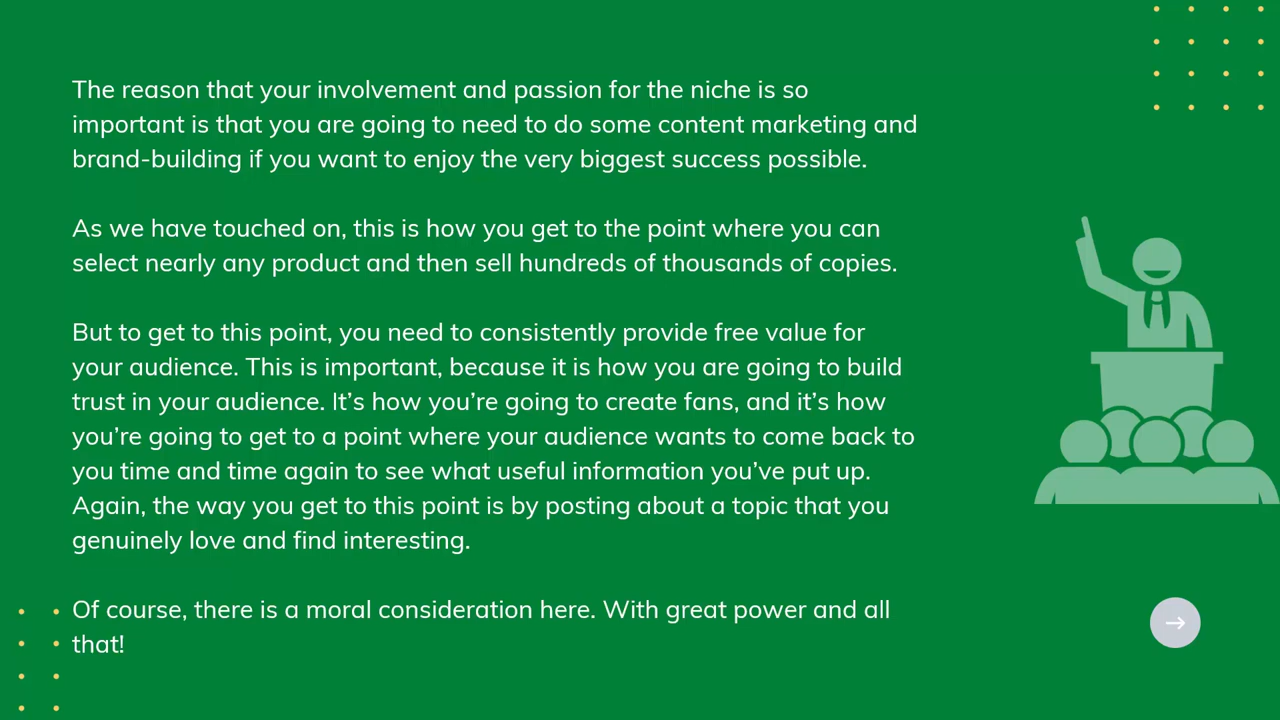 The reason that your involvement and passion for the niche is so
important is that you are going to need to do some content marketing and
brand-building if you want to enjoy the very biggest success possible.
As we have touched on, this is how you get to the point where you can
select nearly any product and then sell hundreds of thousands of copies.
But to get to this point, you need to consistently provide free value for
your audience. This is important, because it is how you are going to build
trust in your audience. It’s how you’re going to create fans, and it’s how
you’re going to get to a point where your audience wants to come back to
you time and time again to see what useful information you’ve put up.
Again, the way you get to this point is by posting about a topic that you
genuinely love and find interesting.
Of course, there is a moral consideration here. With great power and all
that!